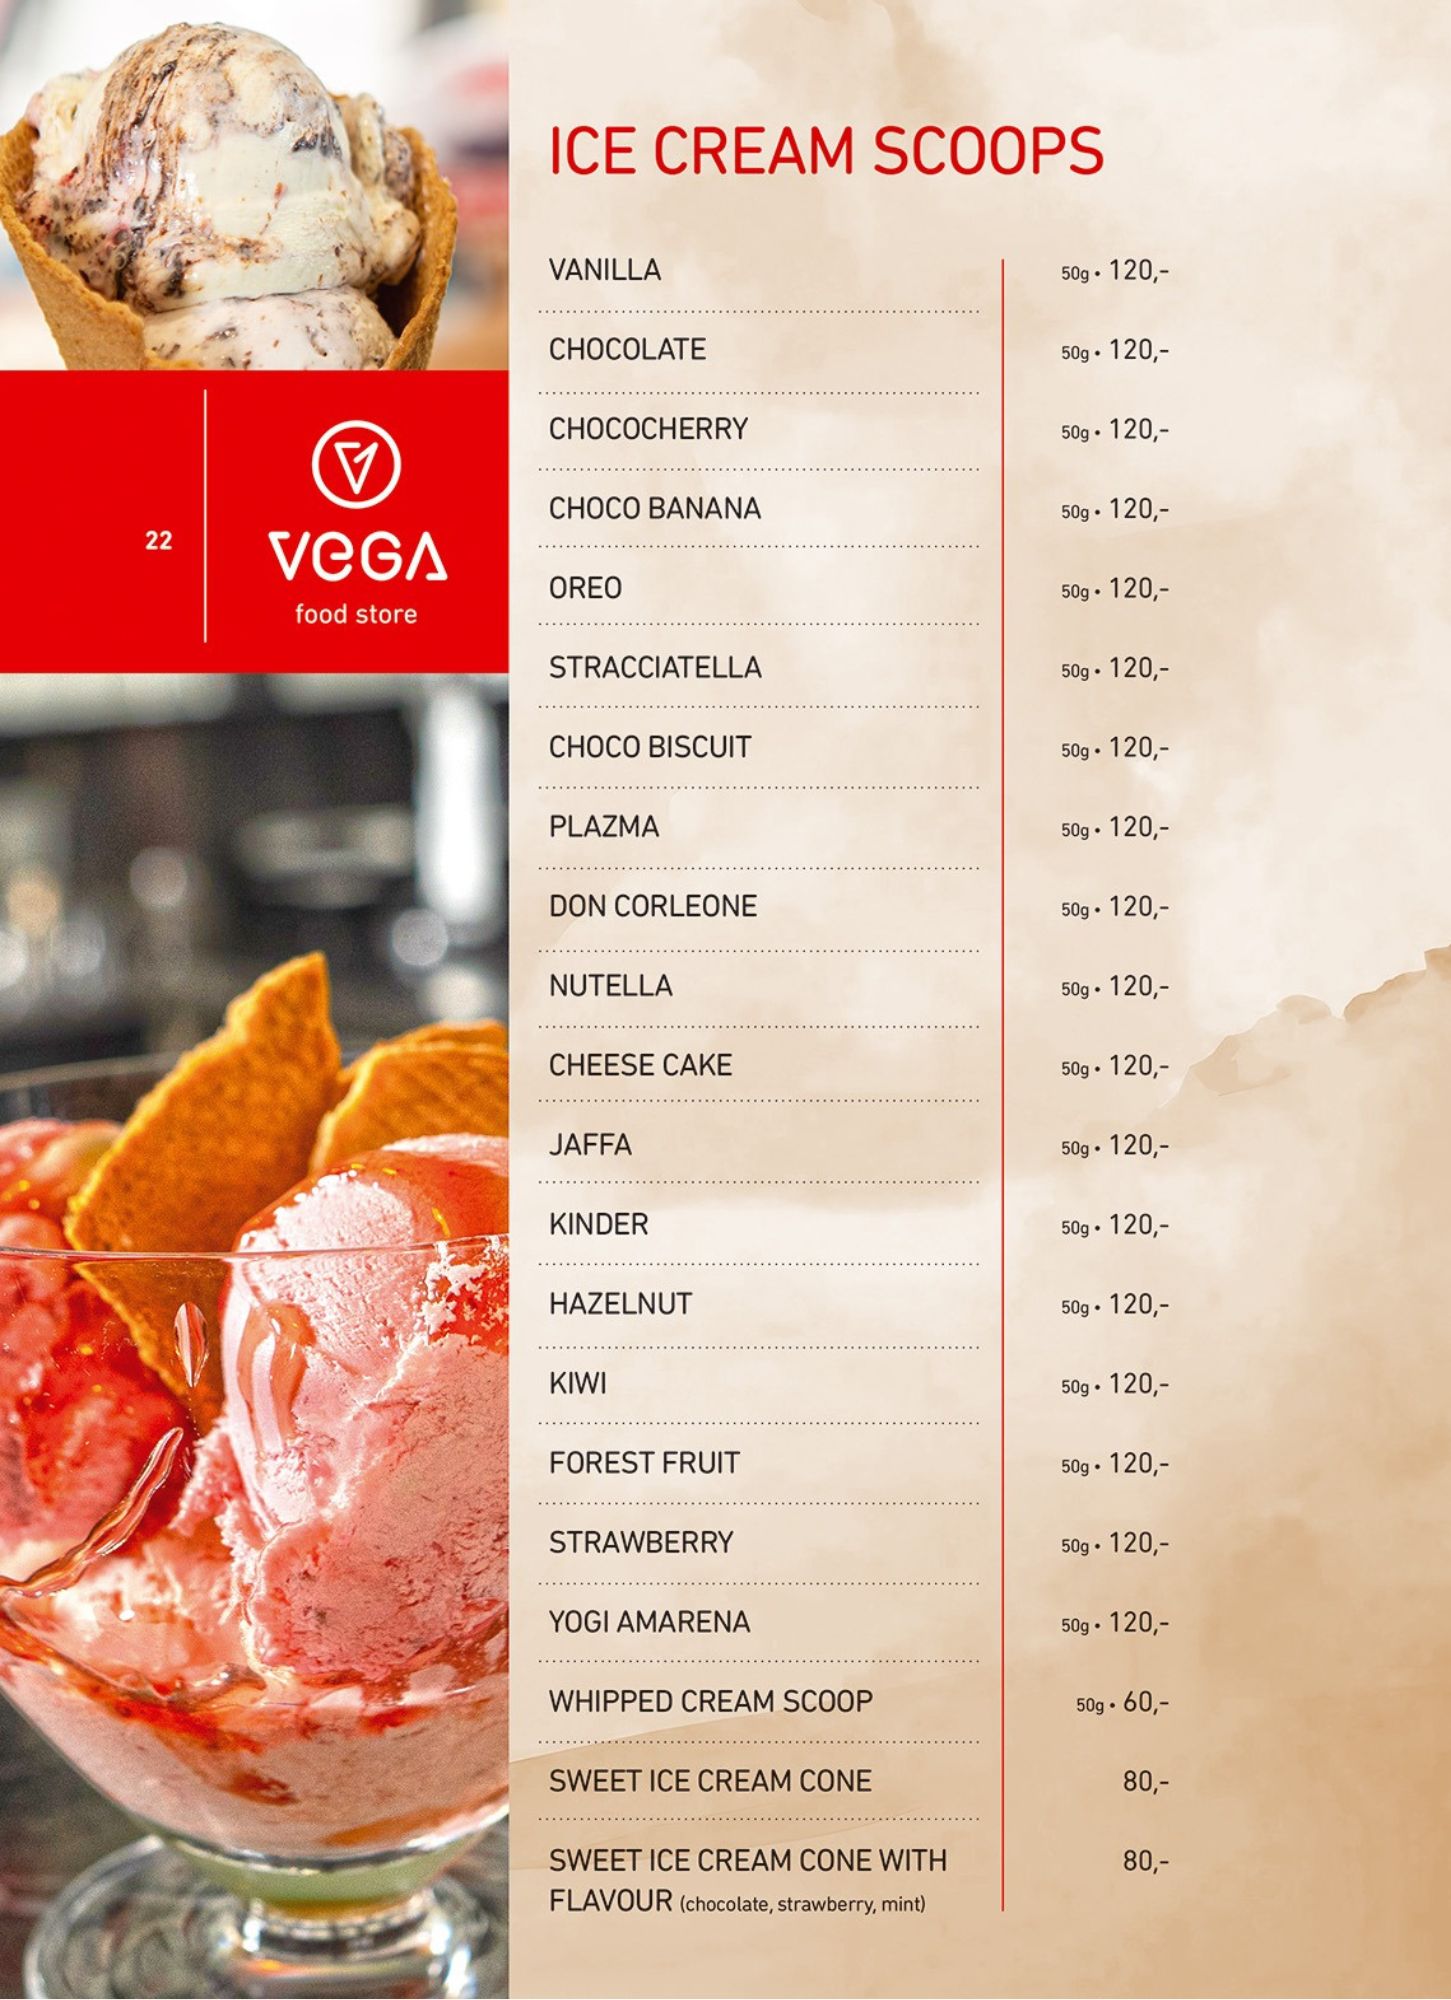 ICE CREAM SCOOPS
VANILLA 50g • 120,-
CHOCOLATE 50g • 120,-
CHOCOCHERRY 50g • 120,-
CHOCO BANANA 50g • 120,-
OREO 50g • 120,-
STRACCIATELLA 50g • 120,-
CHOCO BISCUIT 50g • 120,-
PLAZMA 50g • 120,-
DON CORLEONE 50g • 120,-
NUTELLA 50g • 120,-
CHEESE CAKE 50g • 120,-
JAFFA 50g • 120,-
KINDER 50g • 120,-
HAZELNUT 50g • 120,-
KIWI 50g • 120,-
FOREST FRUIT 50g • 120,-
STRAWBERRY 50g • 120,-
YOGI AMARENA 50g • 120,-
WHIPPED CREAM SCOOP 50g • 60,-
SWEET ICE CREAM CONE 80,-
SWEET ICE CREAM CONE WITH 80,-
FLAVOUR (chocolate, strawberry, mint)
22
VEGA
food store